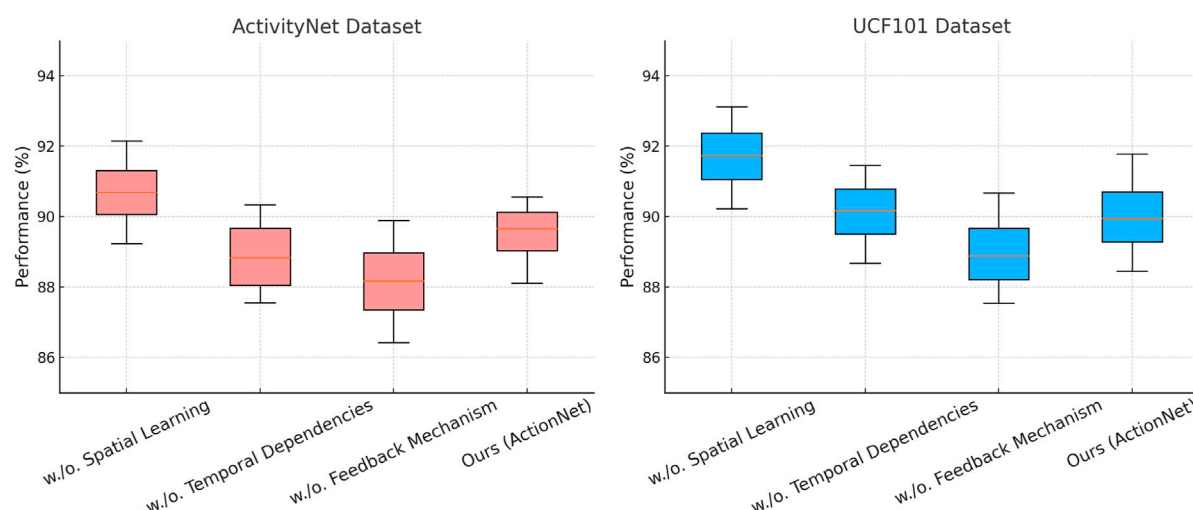 ActivityNet Dataset
Performance (%)
94
92
90
88
86
w./o. Spatial Learning
w./o. Temporal Dependencies
w./o. Feedback Mechanism
Ours (ActionNet)
UCF101 Dataset
Performance (%)
94
92
90
88
86
w./o. Spatial Learning
w./o. Temporal Dependencies
w./o. Feedback Mechanism
Ours (ActionNet)